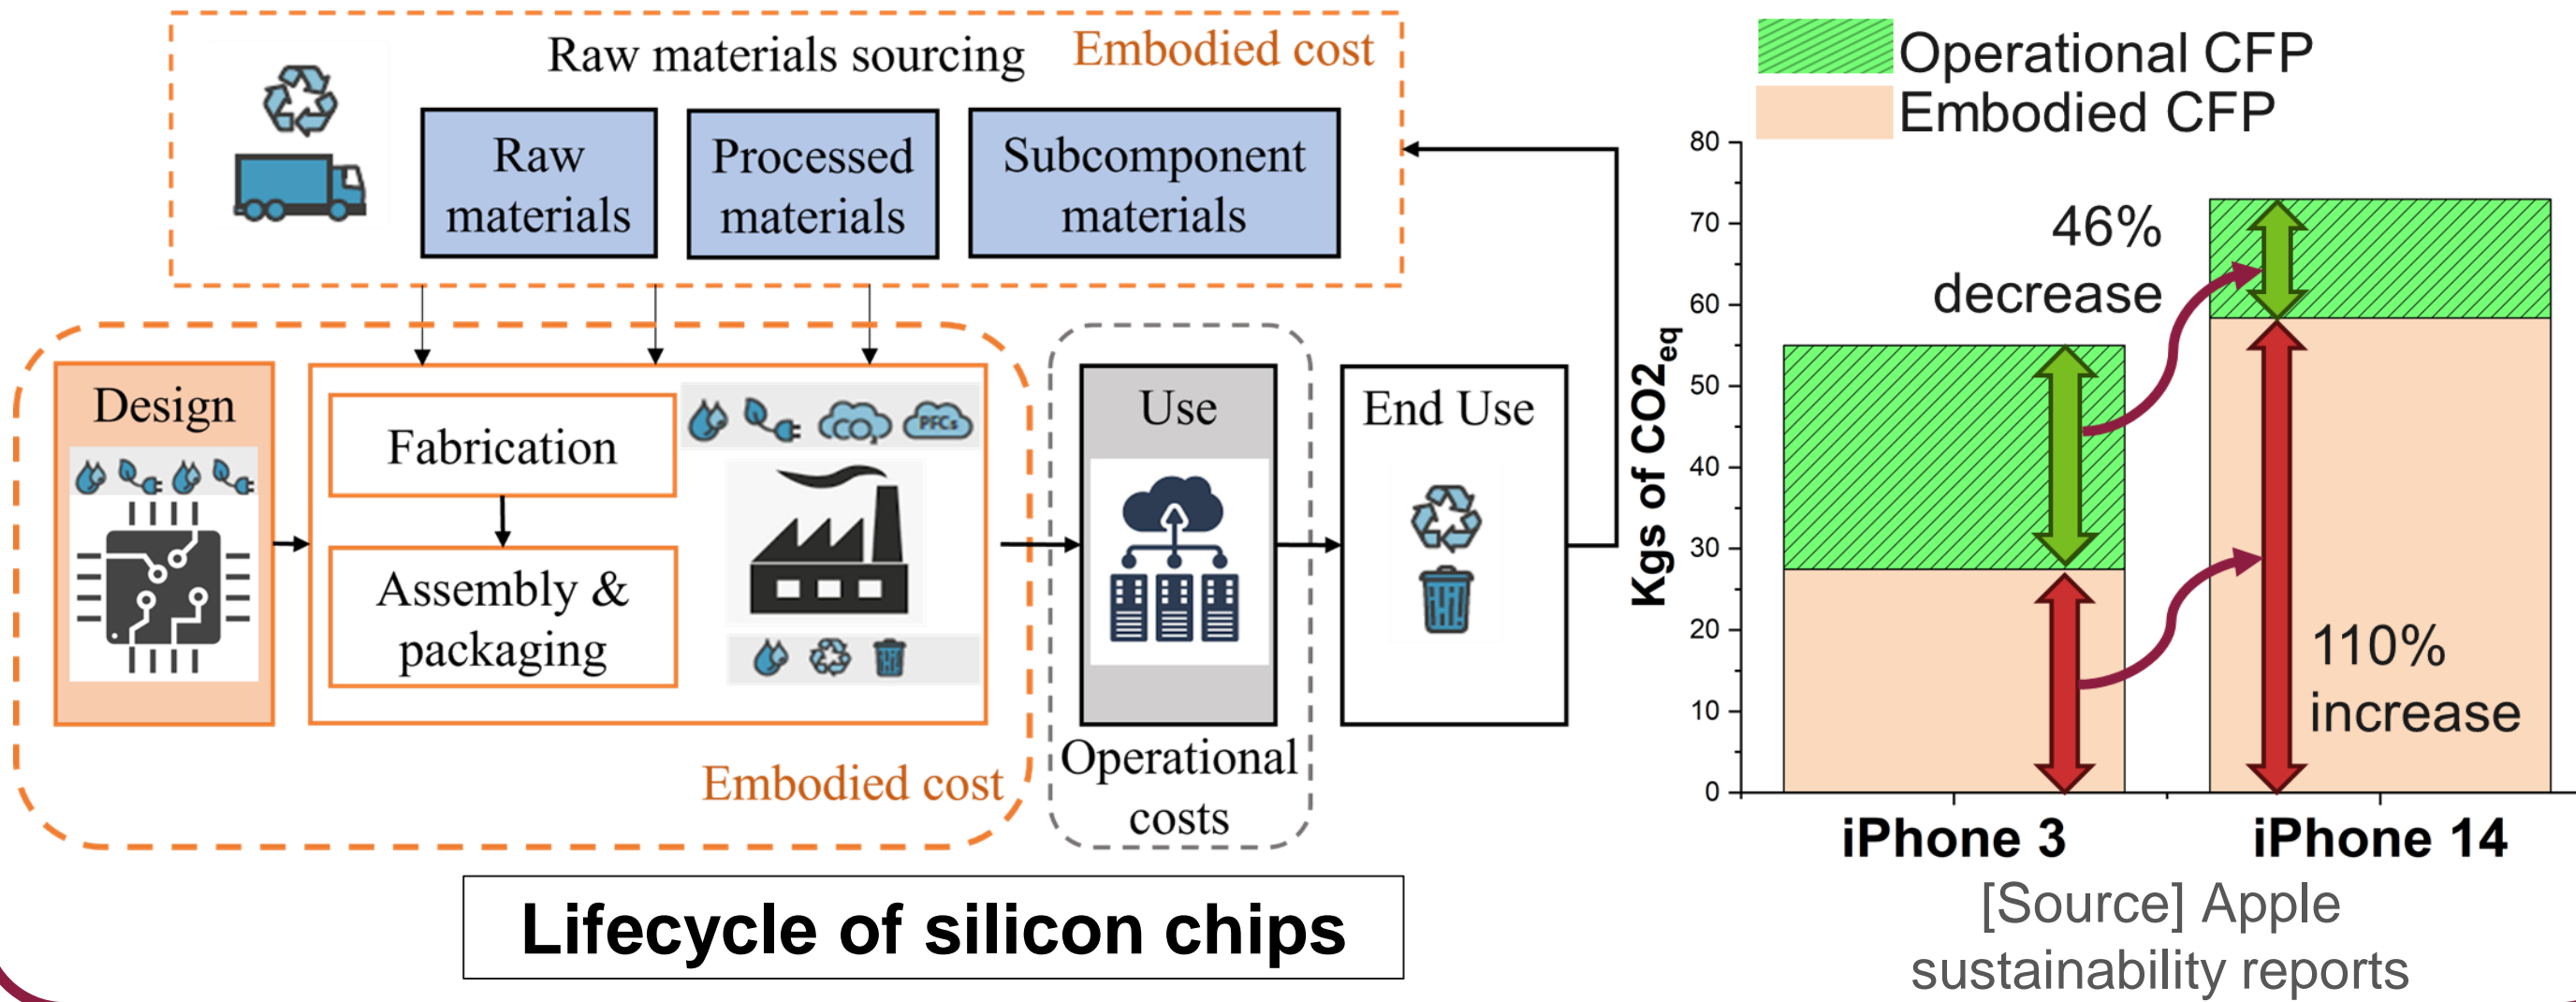 Raw materials sourcing
Embodied cost
Raw
materials
Processed
materials
Subcomponent
materials
Design
Fabrication
Assembly &
packaging
CO2
PFCs
Embodied cost
Use
Operational
costs
End Use
Lifecycle of silicon chips
Operational CFP
Embodied CFP
Kgs of CO2eq
80
70
60
50
40
30
20
10
0
46%
decrease
110%
increase
iPhone 3
iPhone 14
[Source] Apple
sustainability reports